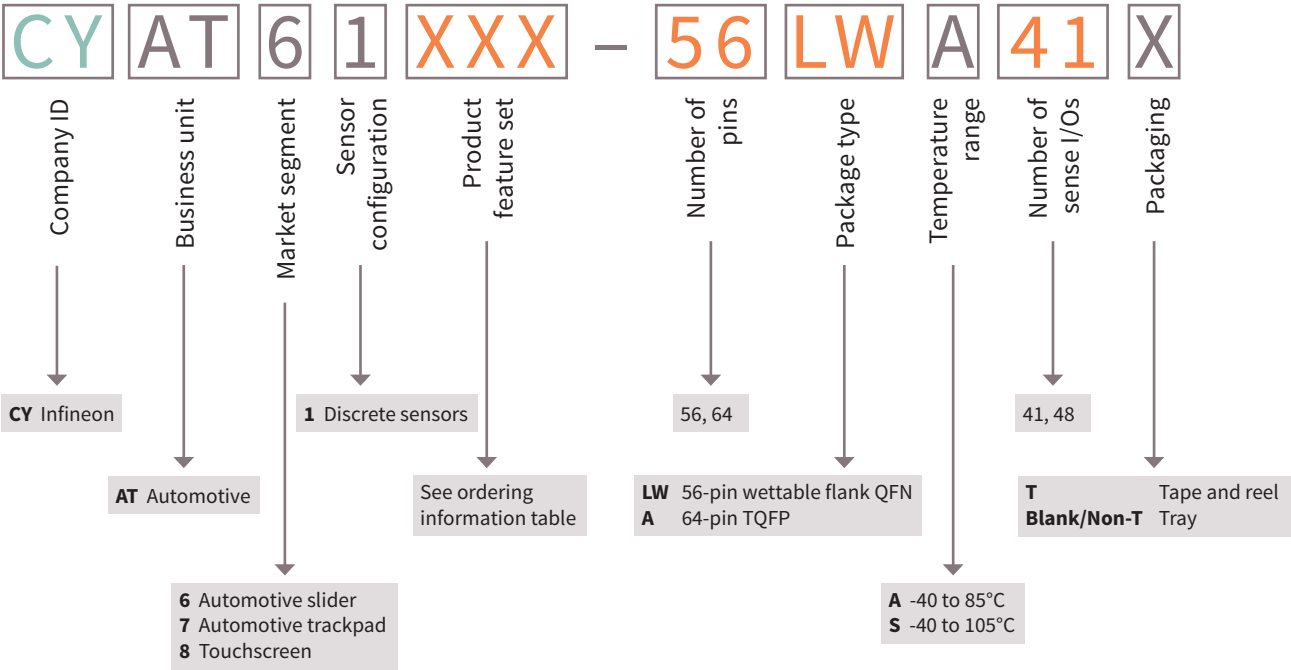 CY AT 6 1 XXX – 56 LW A 41 X
Company ID
Business unit
Market segment
Sensor
configuration
Product
feature set
Number of
pins
Package type
Temperature
range
Number of
sense I/Os
Packaging
CY Infineon
1 Discrete sensors
56, 64
41, 48
AT Automotive
See ordering
information table
LW 56-pin wettable flank QFN
A 64-pin TQFP
T Tape and reel
Blank/Non-T Tray
6 Automotive slider
7 Automotive trackpad
8 Touchscreen
A -40 to 85°C
S -40 to 105°C